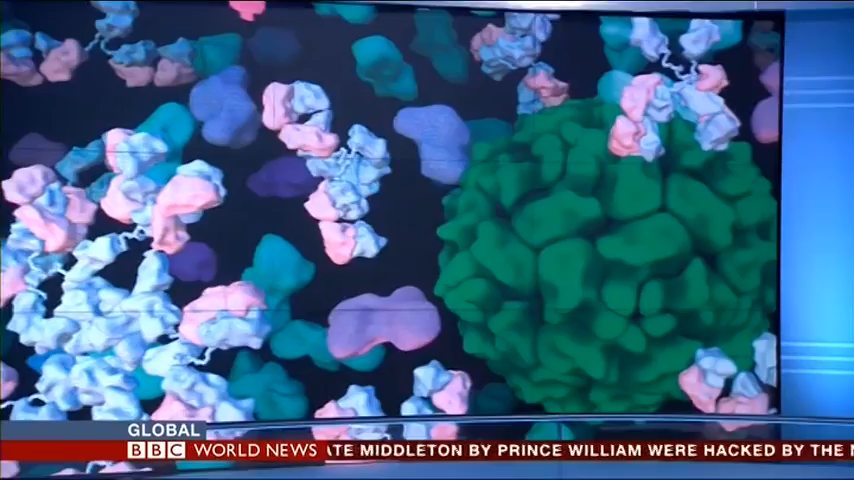 GLOBAL
BBC WORLD NEWS ATE MIDDLETON BY PRINCE WILLIAM WERE HACKED BY THE